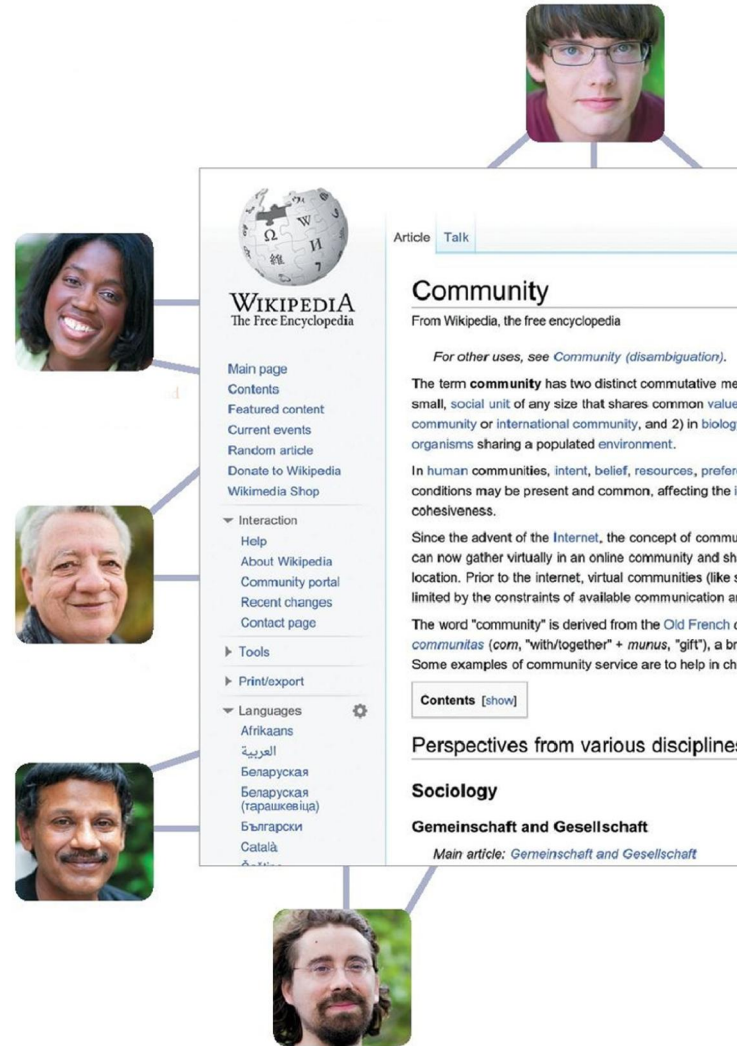 WIKIPEDIA
The Free Encyclopedia
Main page
Contents
Featured content
Current events
Random article
Donate to Wikipedia
Wikimedia Shop
Interaction
Help
About Wikipedia
Community portal
Recent changes
Contact page
Tools
Print/export
Languages
Afrikaans
العربية
Беларуская
Беларуская
(тарашкевіца)
Български
Català
Article Talk
Community
From Wikipedia, the free encyclopedia
For other uses, see Community (disambiguation).
The term community has two distinct commutative me
small, social unit of any size that shares common value
community or international community, and 2) in biology
organisms sharing a populated environment.
In human communities, intent, belief, resources, prefere
conditions may be present and common, affecting the i
cohesiveness.
Since the advent of the Internet, the concept of commu
can now gather virtually in an online community and sh
location. Prior to the internet, virtual communities (like s
limited by the constraints of available communication a
The word "community" is derived from the Old French c
communitas (com, "with/together" + munus, "gift"), a br
Some examples of community service are to help in ch
Contents [show]
Perspectives from various disciplines
Sociology
Gemeinschaft and Gesellschaft
Main article: Gemeinschaft and Gesellschaft